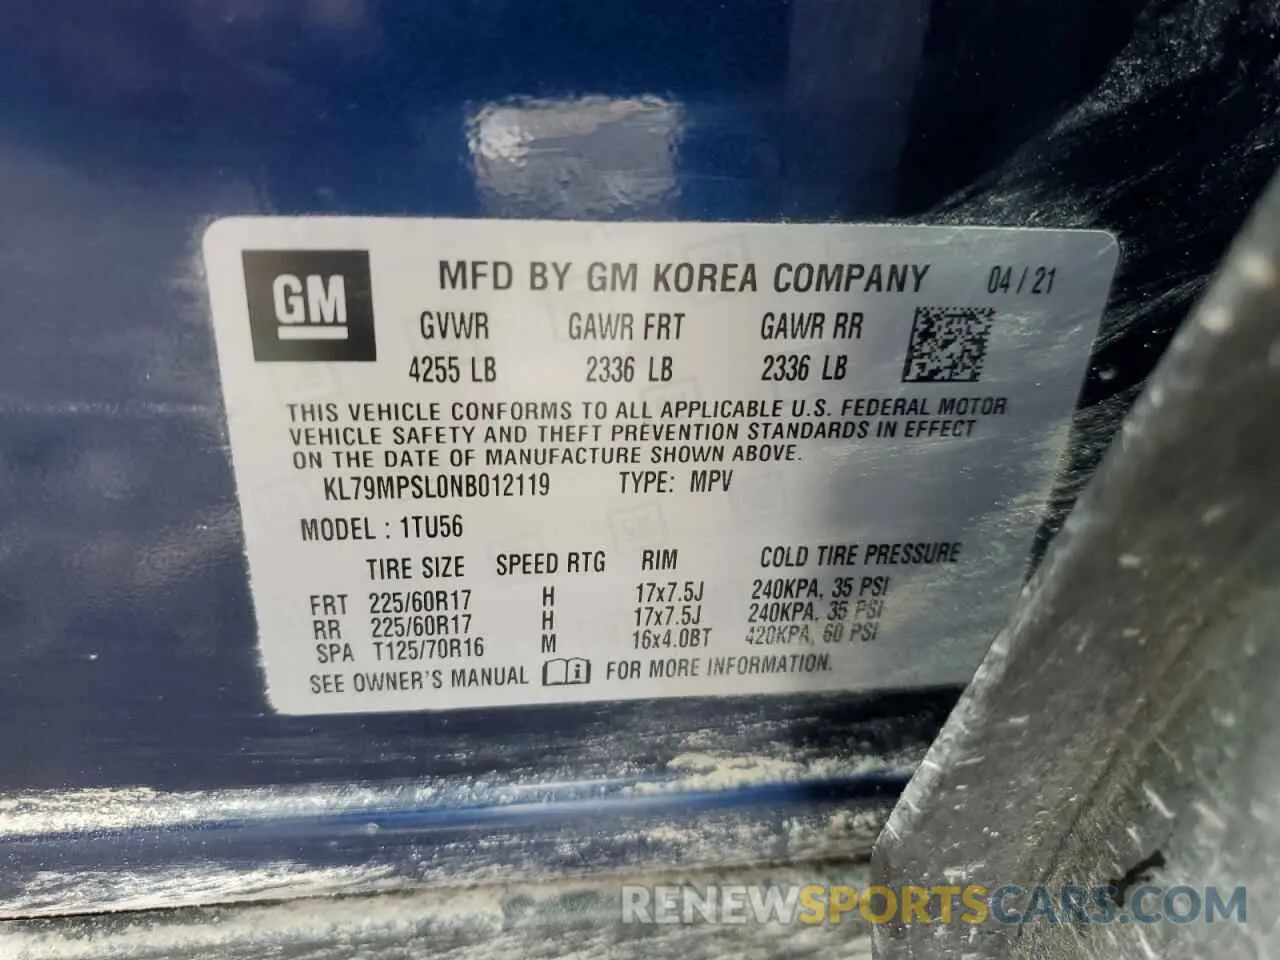 GM
MFD BY GM KOREA COMPANY 04/21
GVWR GAWR FRT GAWR RR
4255 LB 2336 LB 2336 LB
THIS VEHICLE CONFORMS TO ALL APPLICABLE U.S. FEDERAL MOTOR
VEHICLE SAFETY AND THEFT PREVENTION STANDARDS IN EFFECT
ON THE DATE OF MANUFACTURE SHOWN ABOVE.
KL79MPSL0NB012119 TYPE: MPV
MODEL : 1TU56
TIRE SIZE SPEED RTG RIM COLD TIRE PRESSURE
FRT 225/60R17 H 17x7.5J 240KPA, 35 PSI
RR 225/60R17 H 17x7.5J 240KPA, 35 PSI
SPA T125/70R16 M 16x4.0BT 420KPA, 60 PSI
SEE OWNER'S MANUAL FOR MORE INFORMATION.
RENEWSPORTSCARS.COM